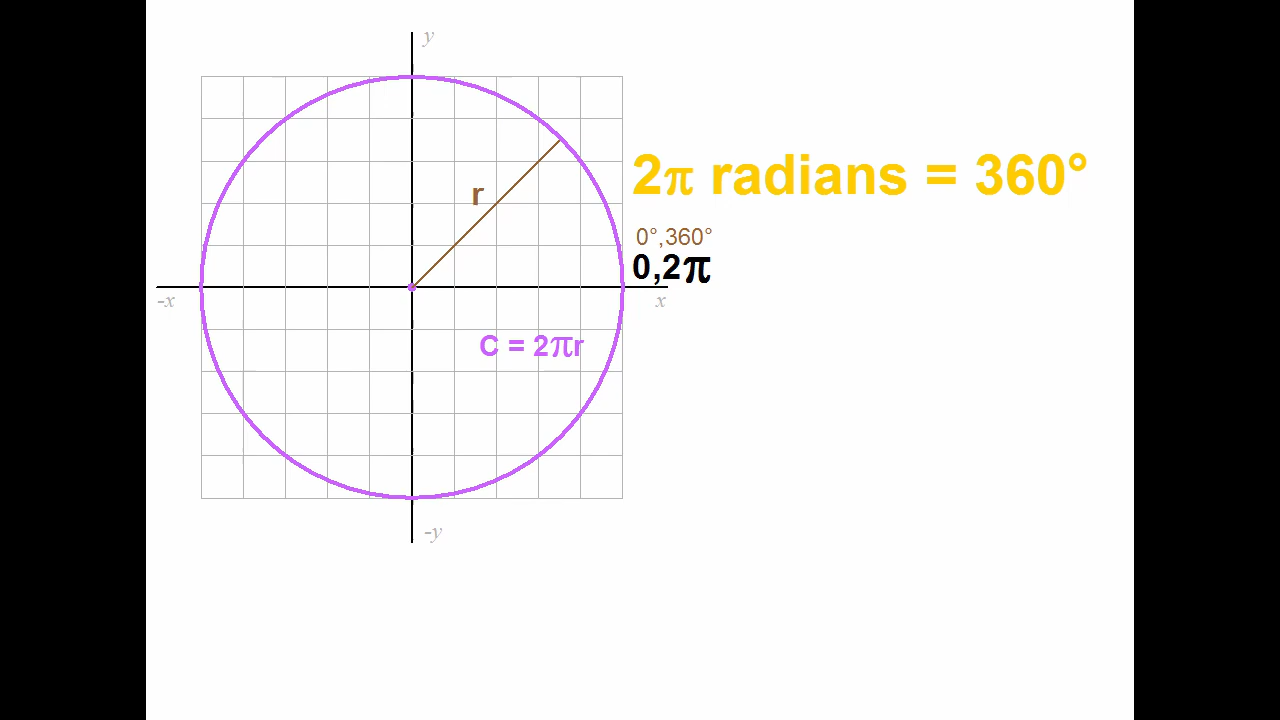 y
2π radians = 360°
r
0°,360°
0,2π
-x
x
C = 2πr
-y